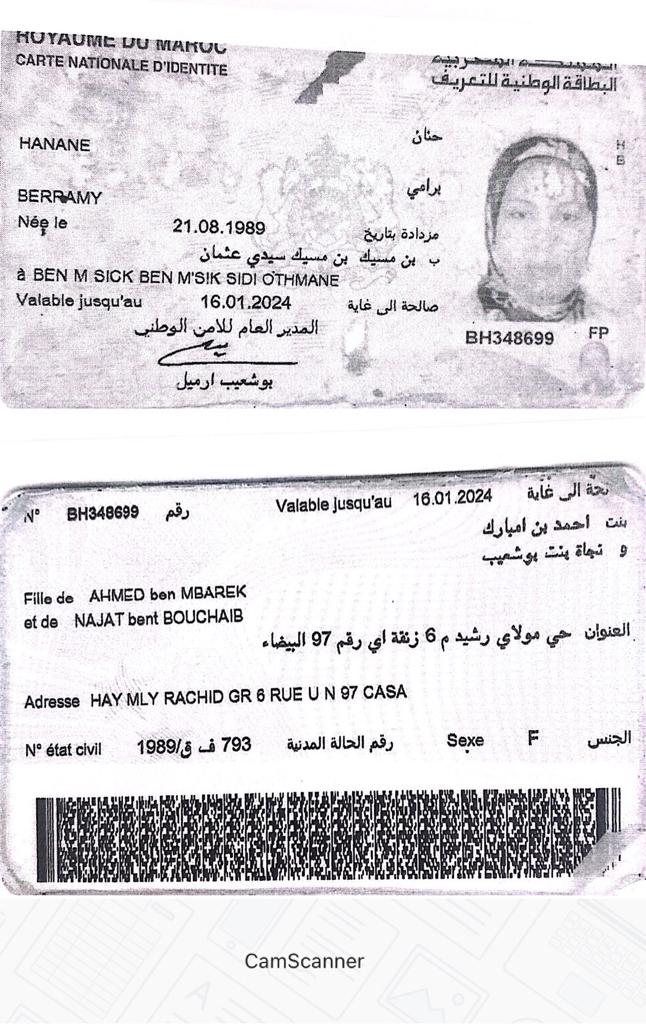 ROYAUME DU MAROC
CARTE NATIONALE D'IDENTITE
البطاقة الوطنية للتعريف
HANANE
حنان
BERRAMY
برامي
Née le 21.08.1989 مزدادة بتاريخ
ب بن مسيك بن مسيك سيدي عثمان
à BEN M SICK BEN M'SIK SIDI OTHMANE
Valable jusqu'au 16.01.2024 صالحة الى غاية
المدير العام للامن الوطني
BH348699 FP
بوشعيب ارميل
H
B
N° BH348699 رقم Valable jusqu'au 16.01.2024 الى غاية
بنت احمد بن امبارك
و نجاة بنت بوشعيب
Fille de AHMED ben MBAREK
et de NAJAT bent BOUCHAIB
العنوان حي مولاي رشيد م 6 زنقة اي رقم 97 البيضاء
Adresse HAY MLY RACHID GR 6 RUE U N 97 CASA
N° état civil 793 ف ق/1989 رقم الحالة المدنية Sexe F الجنس
CamScanner